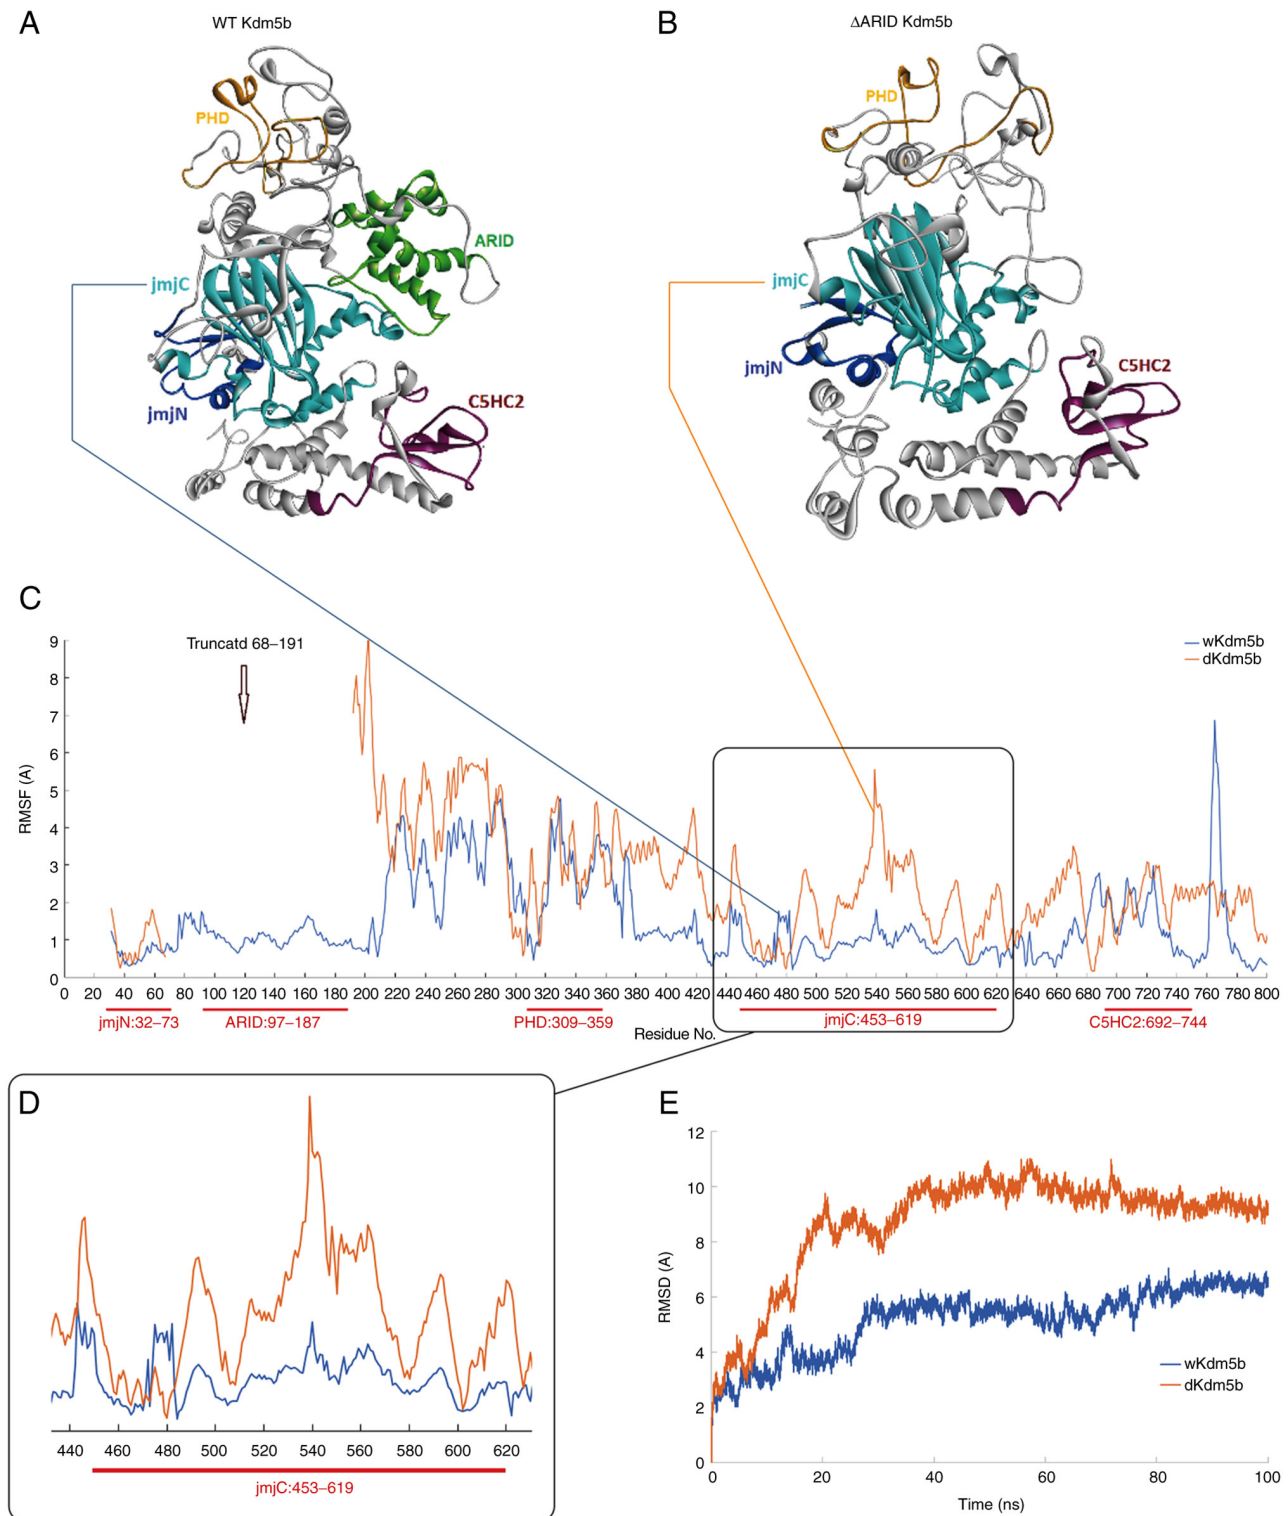 A
WT Kdm5b
B
ΔARID Kdm5b
PHD
ARID
jmjC
jmjN
C5HC2
PHD
jmjC
jmjN
C5HC2
C
Truncatd 68–191
wKdm5b
dKdm5b
RMSF (A)
9
8
7
6
5
4
3
2
1
0
0 20 40 60 80 100 120 140 160 180 200 220 240 260 280 300 320 340 360 380 400 420 440 460 480 500 520 540 560 580 600 620 640 660 680 700 720 740 760 780 800
jmjN:32–73
ARID:97–187
PHD:309–359
jmjC:453–619
C5HC2:692–744
Residue No.
D
440 460 480 500 520 540 560 580 600 620
jmjC:453–619
E
RMSD (A)
12
10
8
6
4
2
0
wKdm5b
dKdm5b
0 20 40 60 80 100
Time (ns)